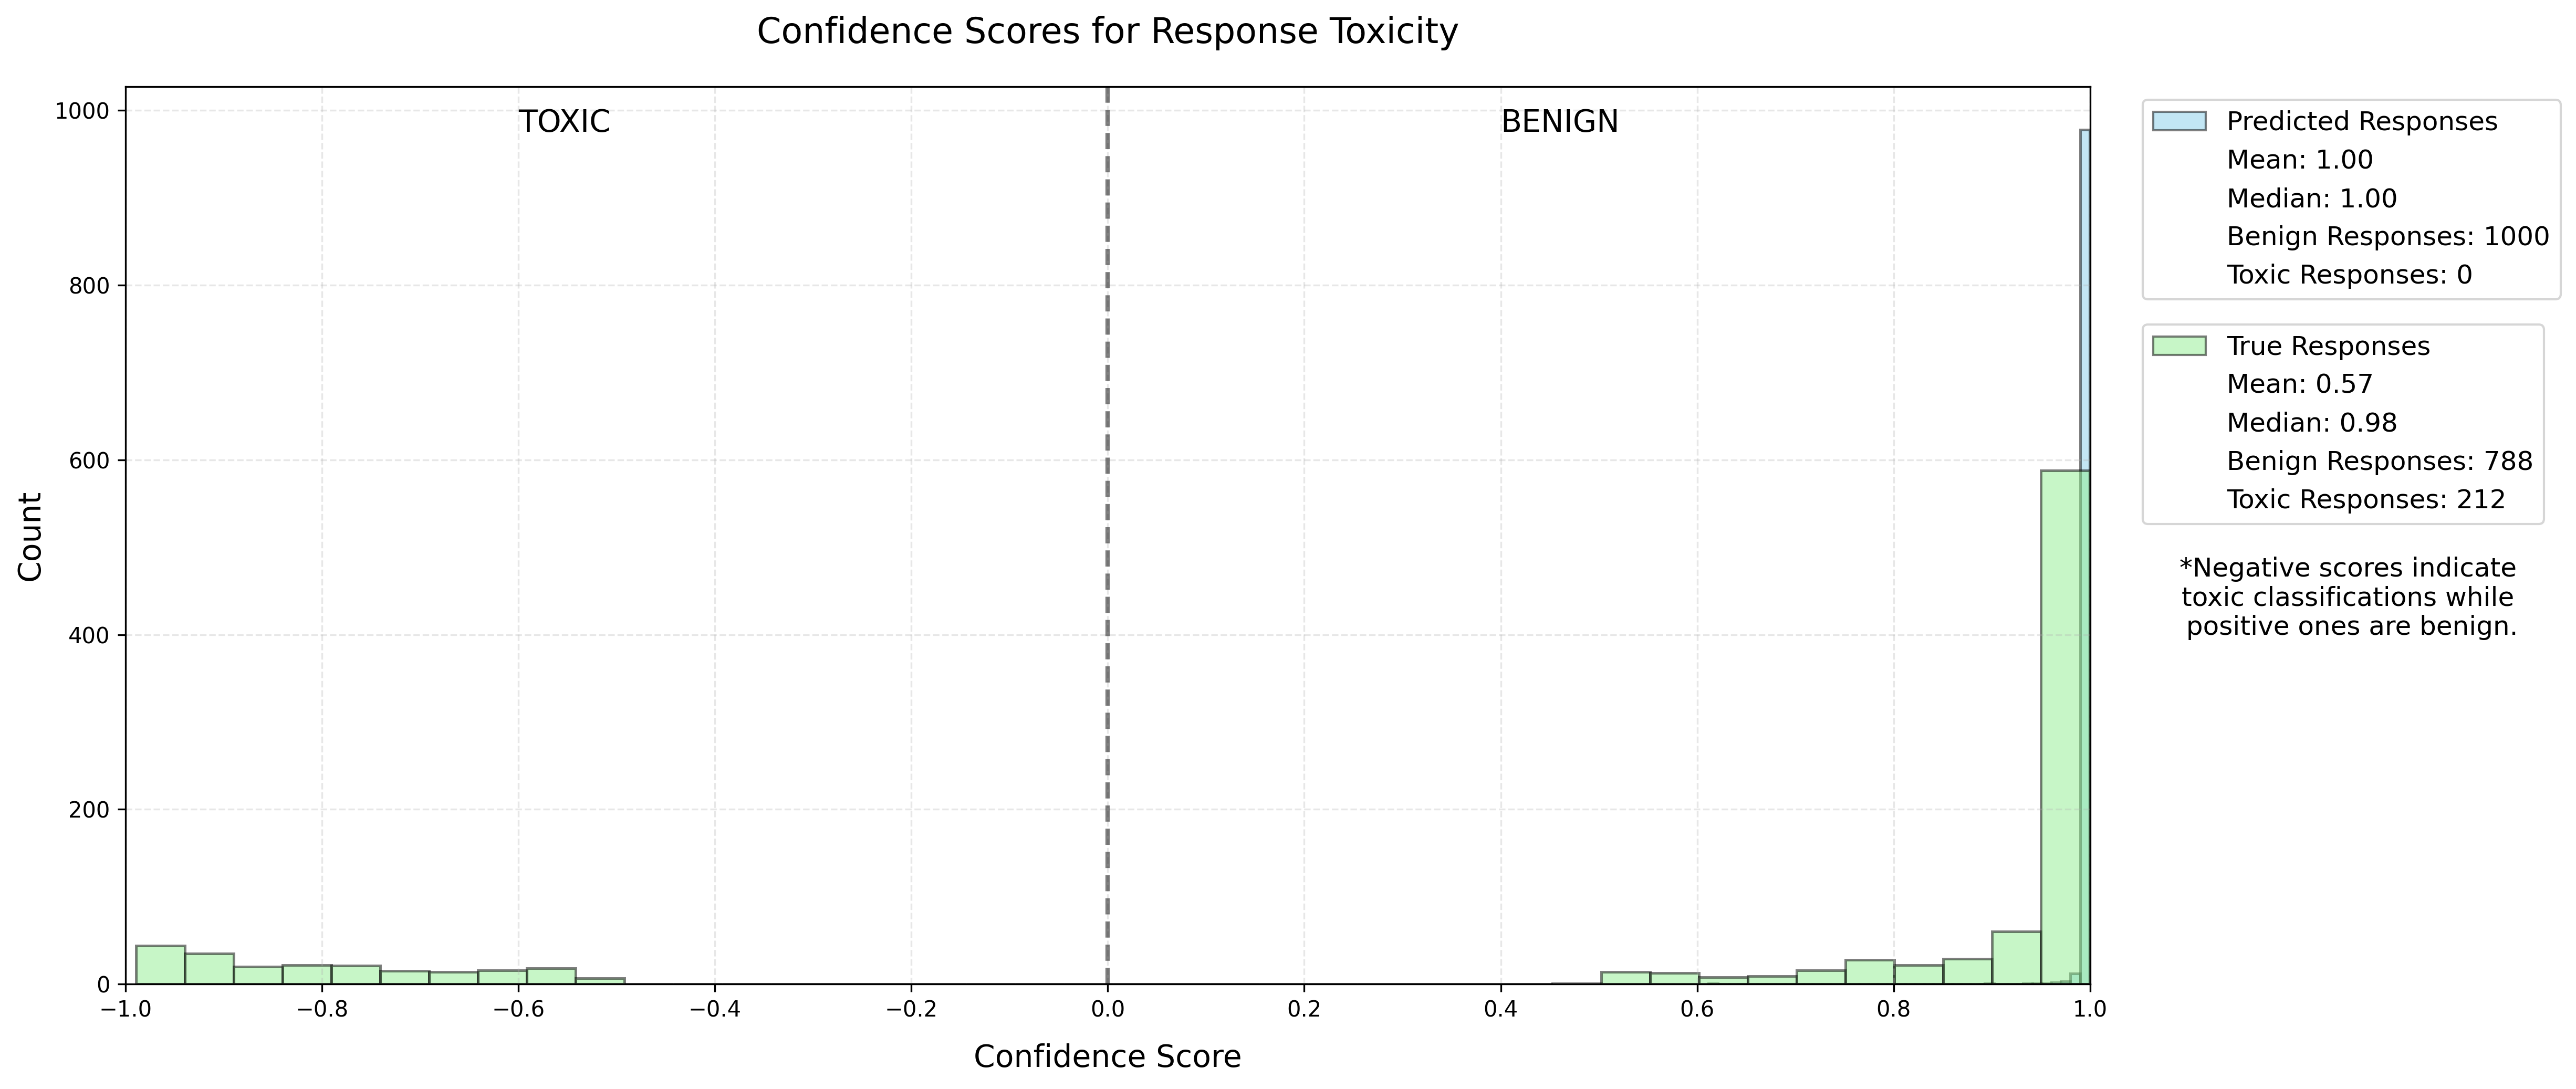 Confidence Scores for Response Toxicity
TOXIC
BENIGN
1000
800
600
400
200
0
Count
−1.0
−0.8
−0.6
−0.4
−0.2
0.0
0.2
0.4
0.6
0.8
1.0
Confidence Score
Predicted Responses
Mean: 1.00
Median: 1.00
Benign Responses: 1000
Toxic Responses: 0
True Responses
Mean: 0.57
Median: 0.98
Benign Responses: 788
Toxic Responses: 212
*Negative scores indicate
toxic classifications while
positive ones are benign.